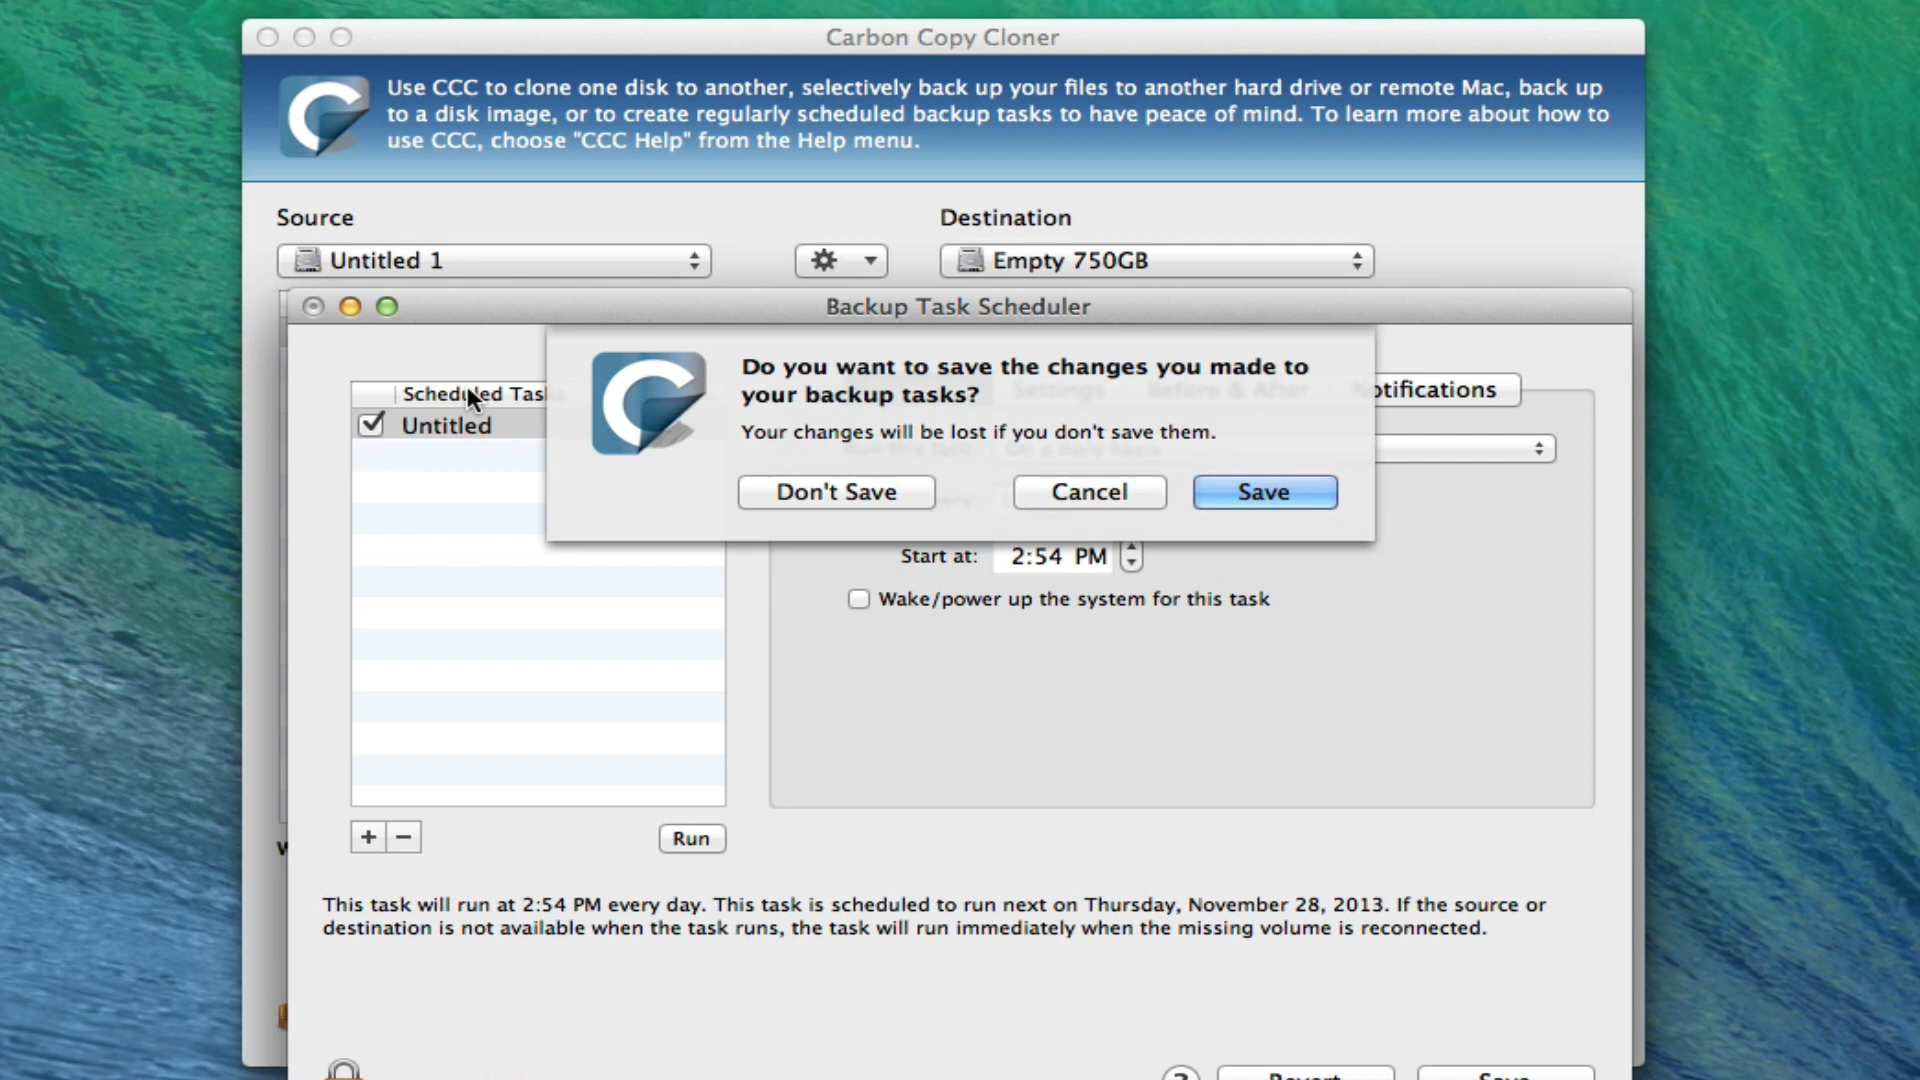 Carbon Copy Cloner
Use CCC to clone one disk to another, selectively back up your files to another hard drive or remote Mac, back up
to a disk image, or to create regularly scheduled backup tasks to have peace of mind. To learn more about how to
use CCC, choose "CCC Help" from the Help menu.
Source
Destination
Untitled 1
Empty 750GB
Backup Task Scheduler
Do you want to save the changes you made to
your backup tasks?
Your changes will be lost if you don't save them.
Don't Save
Cancel
Save
Scheduled Tas
Untitled
Settings
Before & After
Notifications
Start at: 2:54 PM
Wake/power up the system for this task
+ −
Run
This task will run at 2:54 PM every day. This task is scheduled to run next on Thursday, November 28, 2013. If the source or
destination is not available when the task runs, the task will run immediately when the missing volume is reconnected.
?
Revert
Save